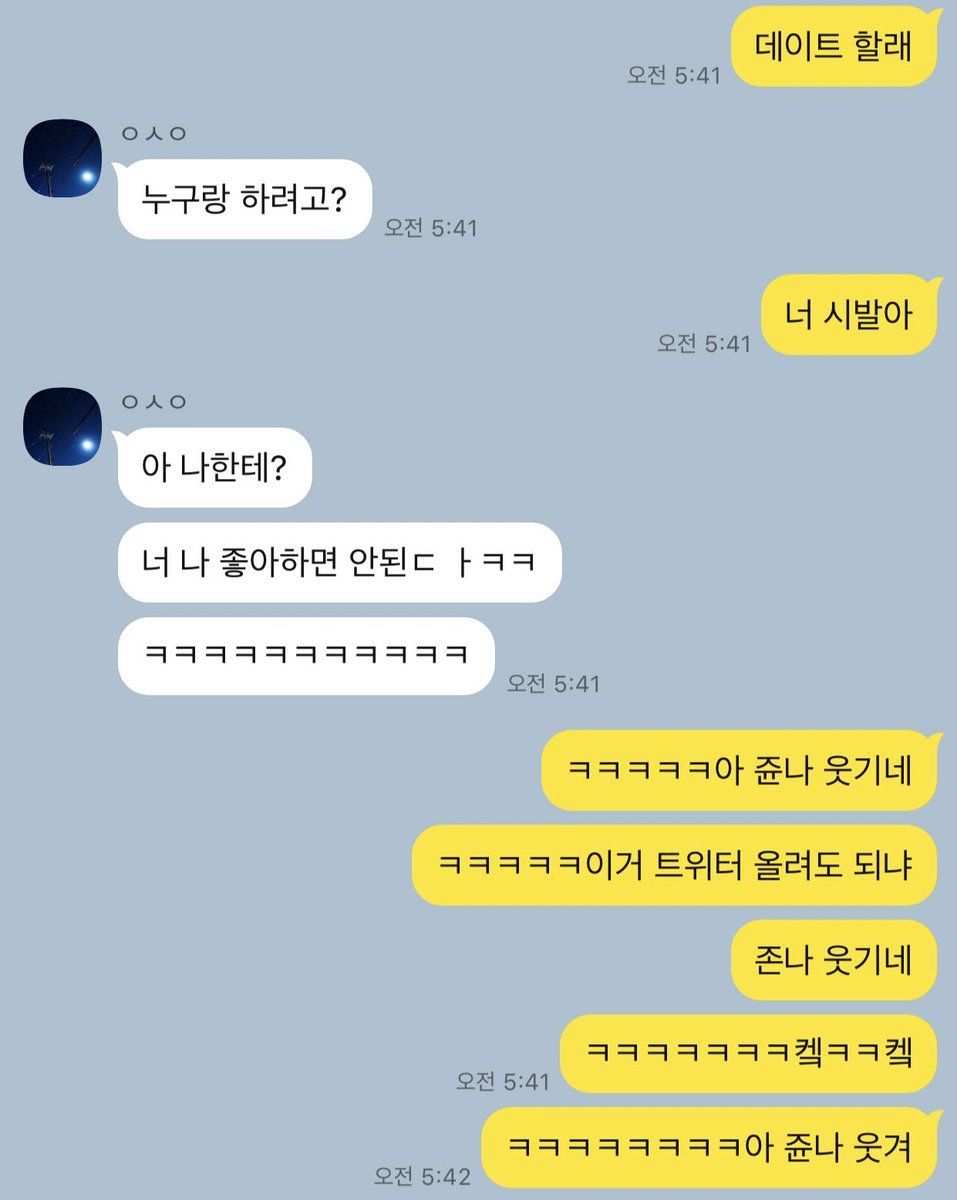 데이트 할래
오전 5:41
ㅇㅅㅇ
누구랑 하려고?
오전 5:41
너 시발아
오전 5:41
ㅇㅅㅇ
아 나한테?
너 나 좋아하면 안된ㄷ ㅏㅋㅋ
ㅋㅋㅋㅋㅋㅋㅋㅋㅋㅋㅋ
오전 5:41
ㅋㅋㅋㅋㅋ아 쥰나 웃기네
ㅋㅋㅋㅋㅋ이거 트위터 올려도 되냐
존나 웃기네
ㅋㅋㅋㅋㅋㅋㅋ켘ㅋㅋ켘
오전 5:41
ㅋㅋㅋㅋㅋㅋㅋㅋ아 쥰나 웃겨
오전 5:42